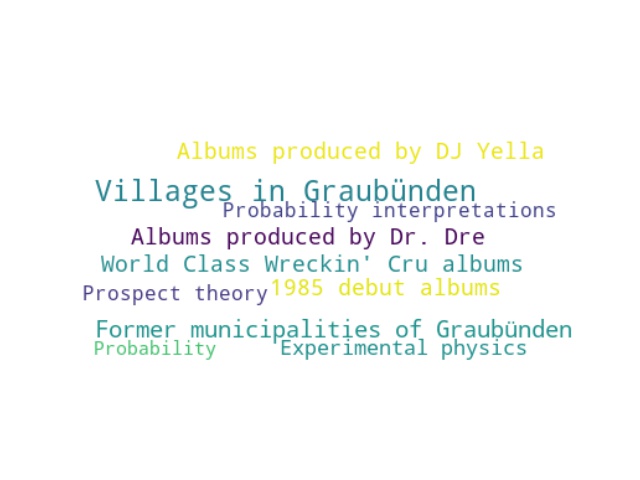 Albums produced by DJ Yella
Villages in Graubünden
Probability interpretations
Albums produced by Dr. Dre
World Class Wreckin' Cru albums
Prospect theory
1985 debut albums
Former municipalities of Graubünden
Probability
Experimental physics